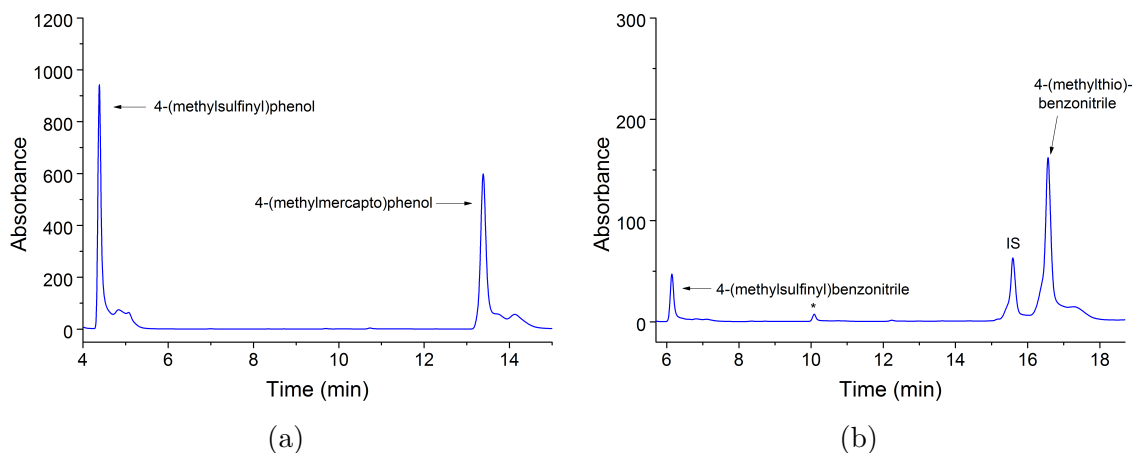 1200
1000
800
600
400
200
0
4
6
8
10
12
14
Absorbance
Time (min)
4-(methylsulfinyl)phenol
4-(methylmercapto)phenol
(a)
300
200
100
0
6
8
10
12
14
16
18
Absorbance
Time (min)
4-(methylthio)-
benzonitrile
IS
4-(methylsulfinyl)benzonitrile
*
(b)